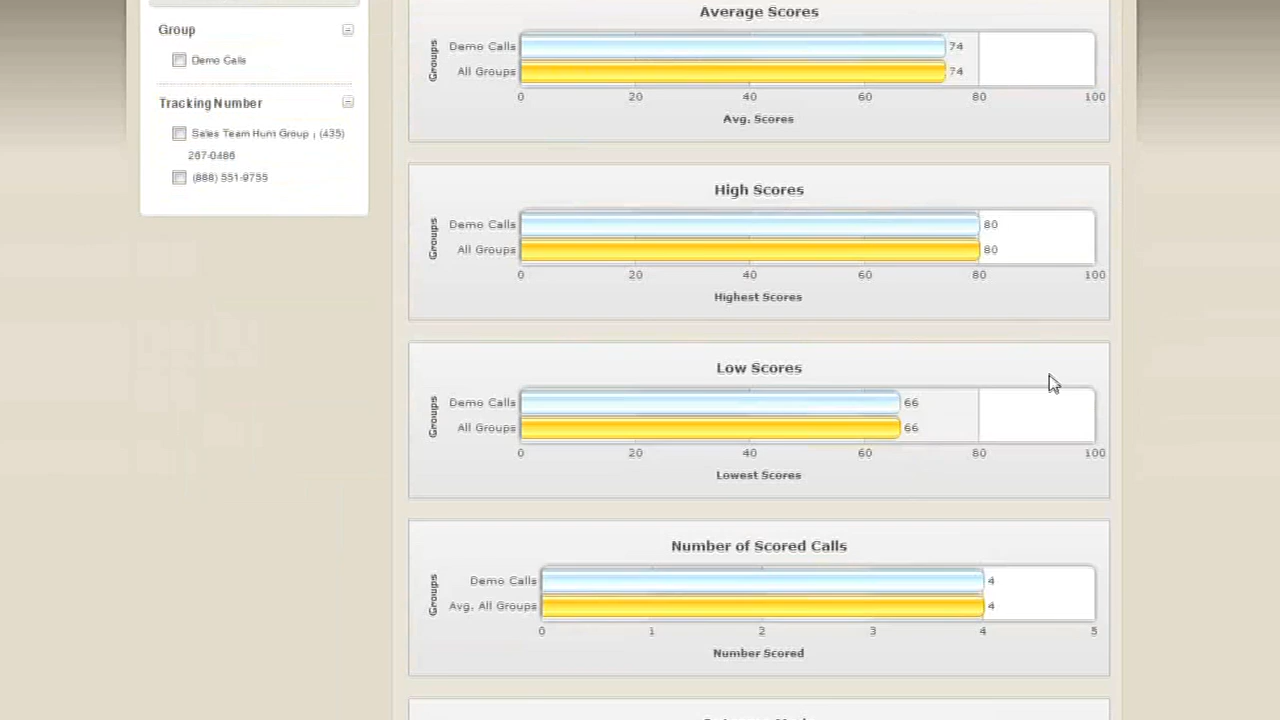 Group
Demo Calls
Tracking Number
Sales Team Hunt Group , (435)
267-0486
(888) 551-9755
Average Scores
Groups
Demo Calls 74
All Groups 74
0 20 40 60 80 100
Avg. Scores
High Scores
Groups
Demo Calls 80
All Groups 80
0 20 40 60 80 100
Highest Scores
Low Scores
Groups
Demo Calls 66
All Groups 66
0 20 40 60 80 100
Lowest Scores
Number of Scored Calls
Groups
Demo Calls 4
Avg. All Groups 4
0 1 2 3 4 5
Number Scored